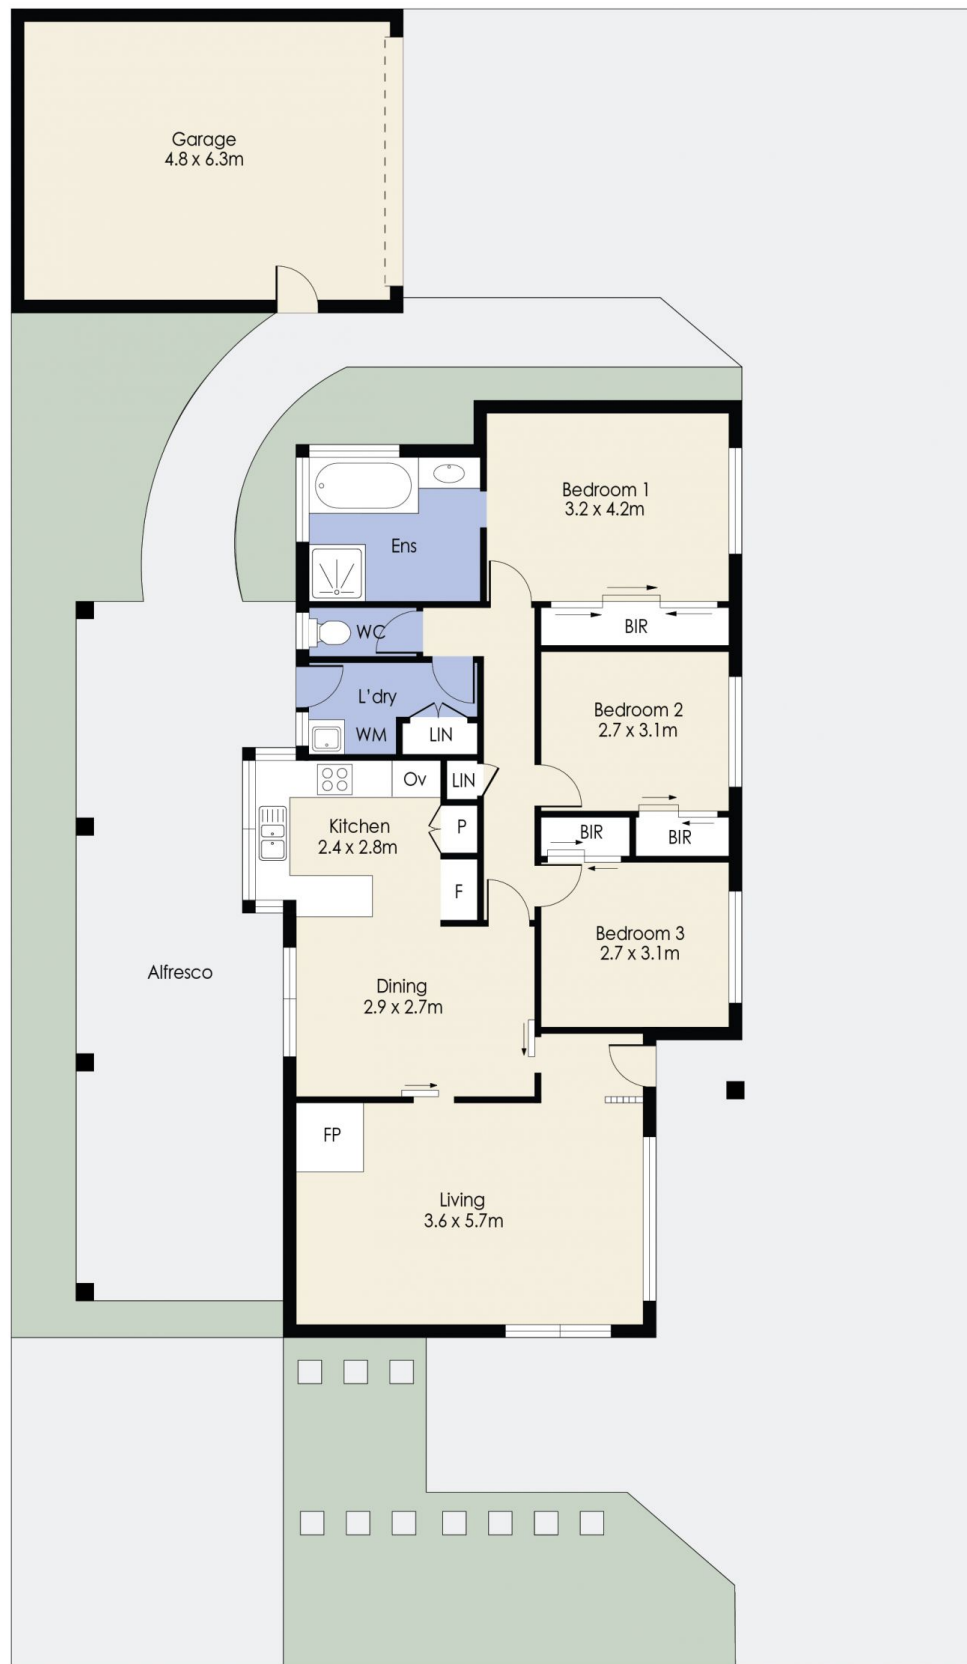 Garage
4.8 x 6.3m
Bedroom 1
3.2 x 4.2m
Ens
BIR
WC
L'dry
WM
LIN
Bedroom 2
2.7 x 3.1m
Ov
LIN
Kitchen
2.4 x 2.8m
P
BIR
BIR
F
Bedroom 3
2.7 x 3.1m
Alfresco
Dining
2.9 x 2.7m
FP
Living
3.6 x 5.7m